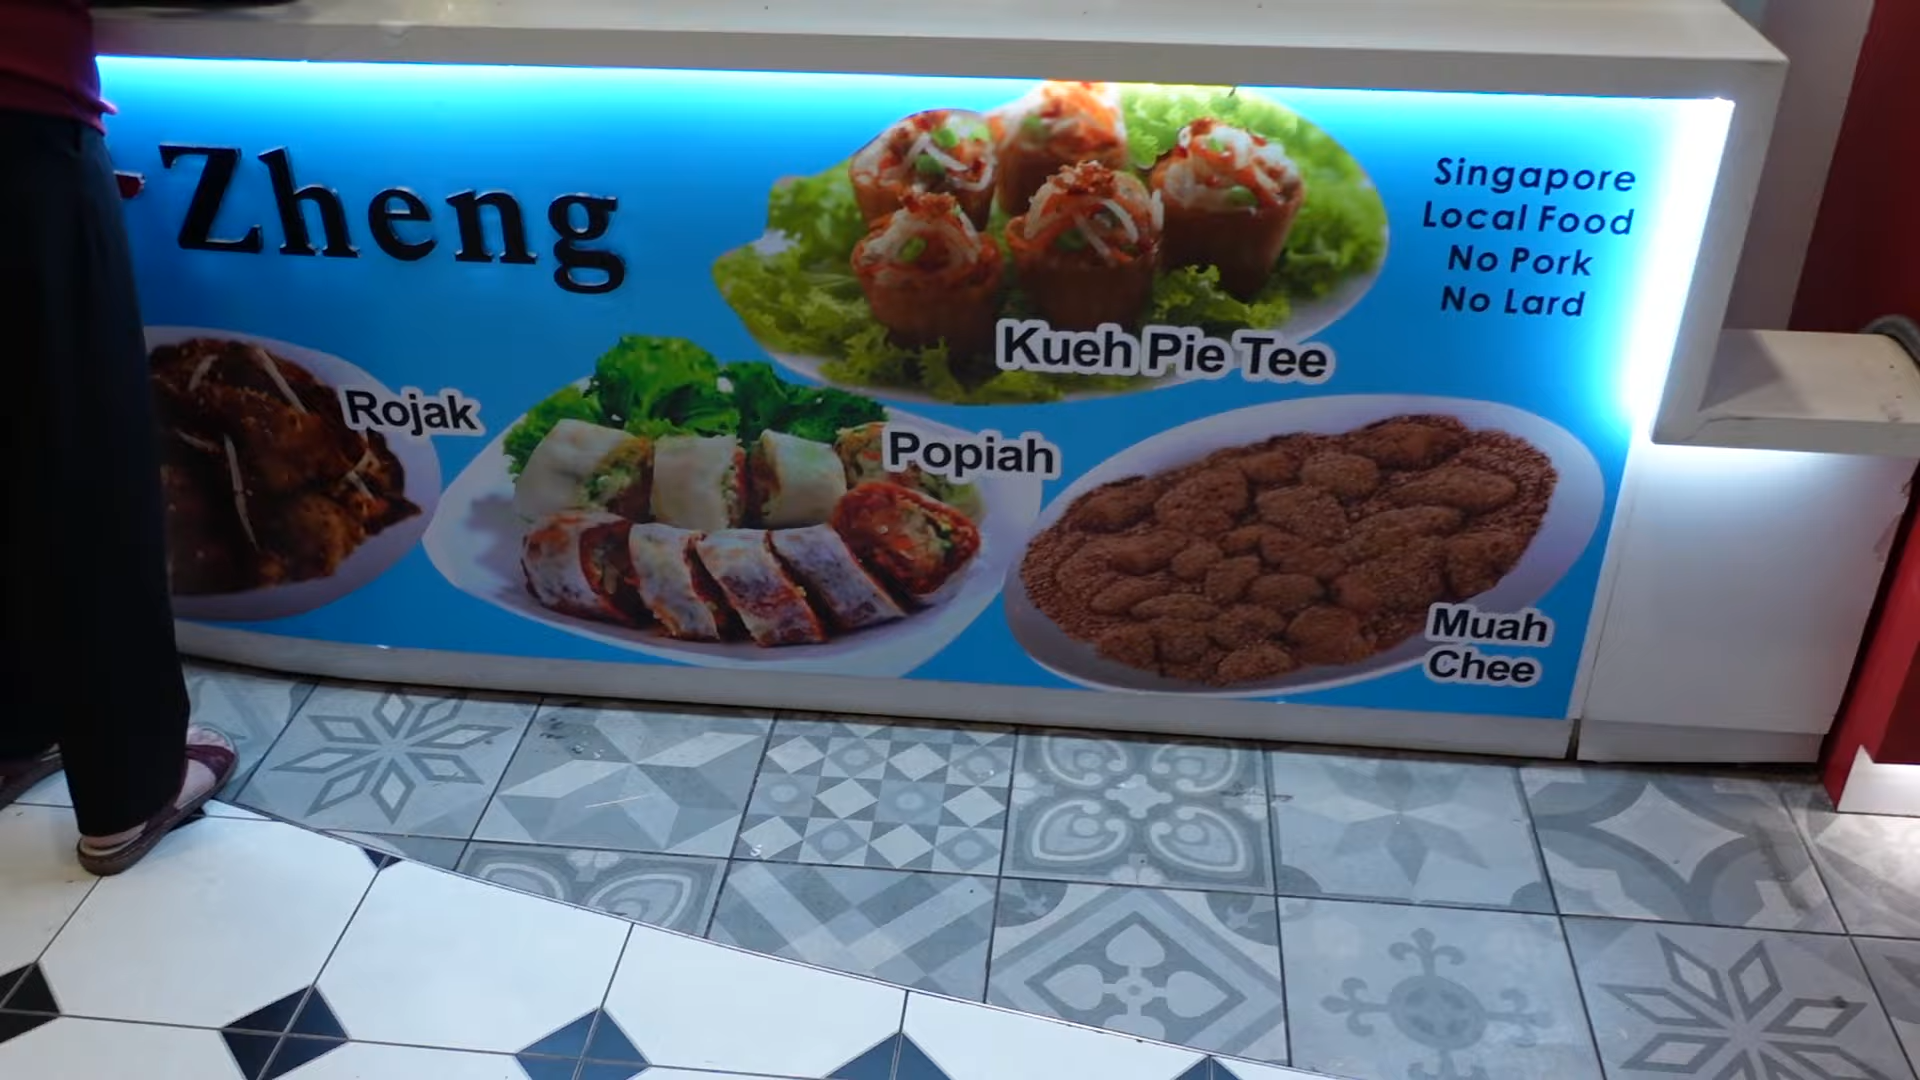 -Zheng
Singapore
Local Food
No Pork
No Lard
Kueh Pie Tee
Rojak
Popiah
Muah
Chee